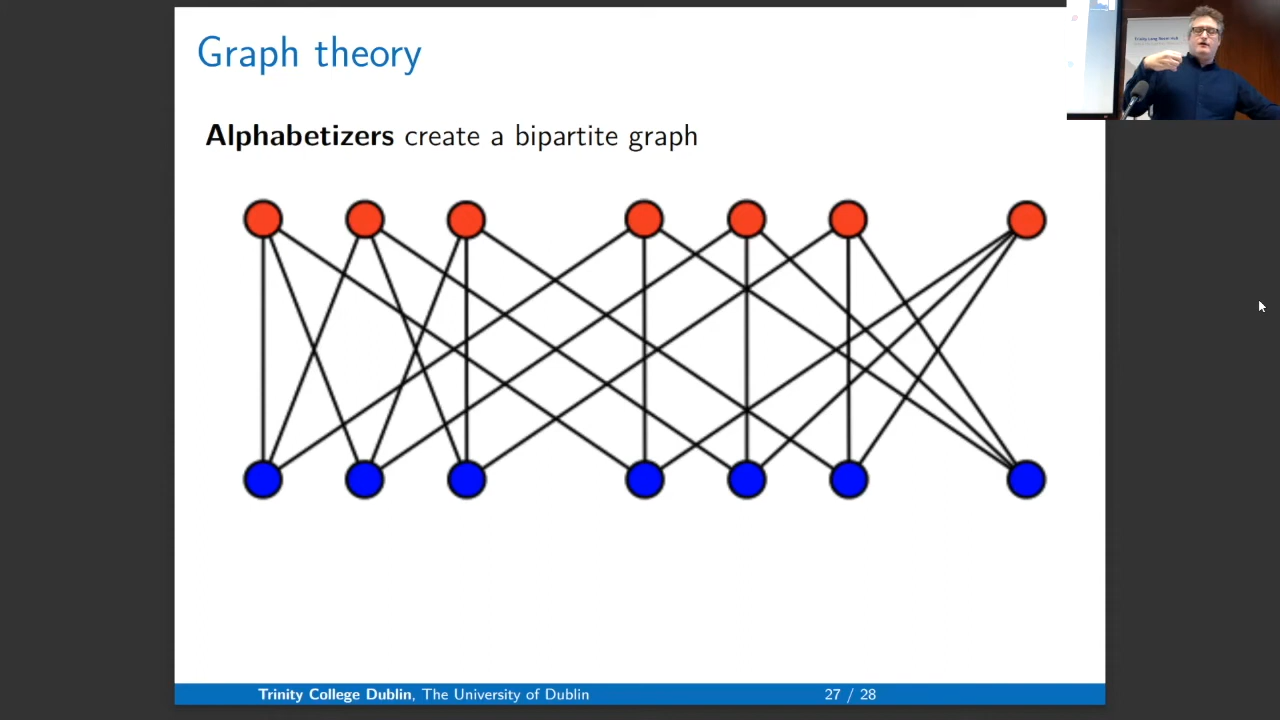 Graph theory
Alphabetizers create a bipartite graph
Trinity College Dublin, The University of Dublin
27 / 28